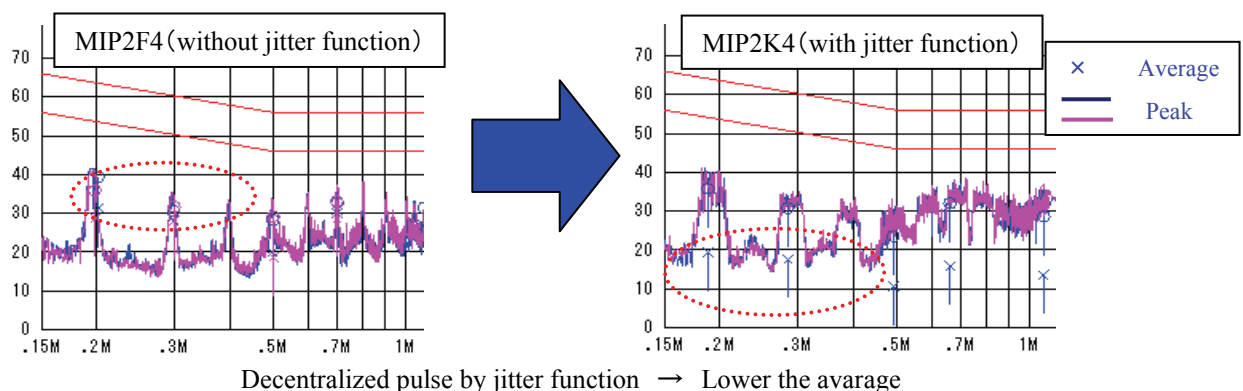 MIP2F4(without jitter function)
70
60
50
40
30
20
10
0
.15M .2M .3M .5M .7M 1M
MIP2K4(with jitter function)
70
60
50
40
30
20
10
0
.15M .2M .3M .5M .7M 1M
× Average
Peak
Decentralized pulse by jitter function → Lower the avarage